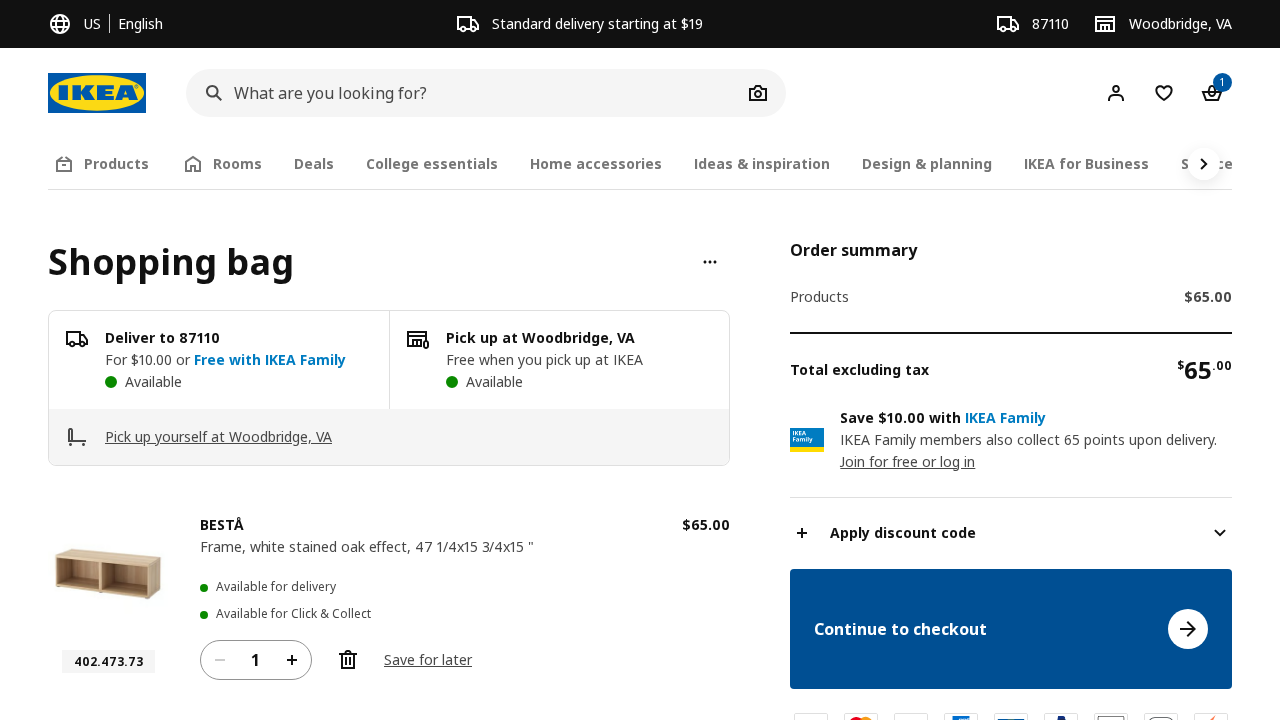 US English
Standard delivery starting at $19
87110
Woodbridge, VA
IKEA
What are you looking for?
1
Products
Rooms
Deals
College essentials
Home accessories
Ideas & inspiration
Design & planning
IKEA for Business
Shopping bag
Deliver to 87110
For $10.00 or Free with IKEA Family
Available
Pick up at Woodbridge, VA
Free when you pick up at IKEA
Available
Pick up yourself at Woodbridge, VA
BESTÅ
$65.00
Frame, white stained oak effect, 47 1/4x15 3/4x15 "
Available for delivery
Available for Click & Collect
402.473.73
1
Save for later
Order summary
Products
$65.00
Total excluding tax
$65.00
Save $10.00 with IKEA Family
IKEA
Family
IKEA Family members also collect 65 points upon delivery.
Join for free or log in
Apply discount code
Continue to checkout